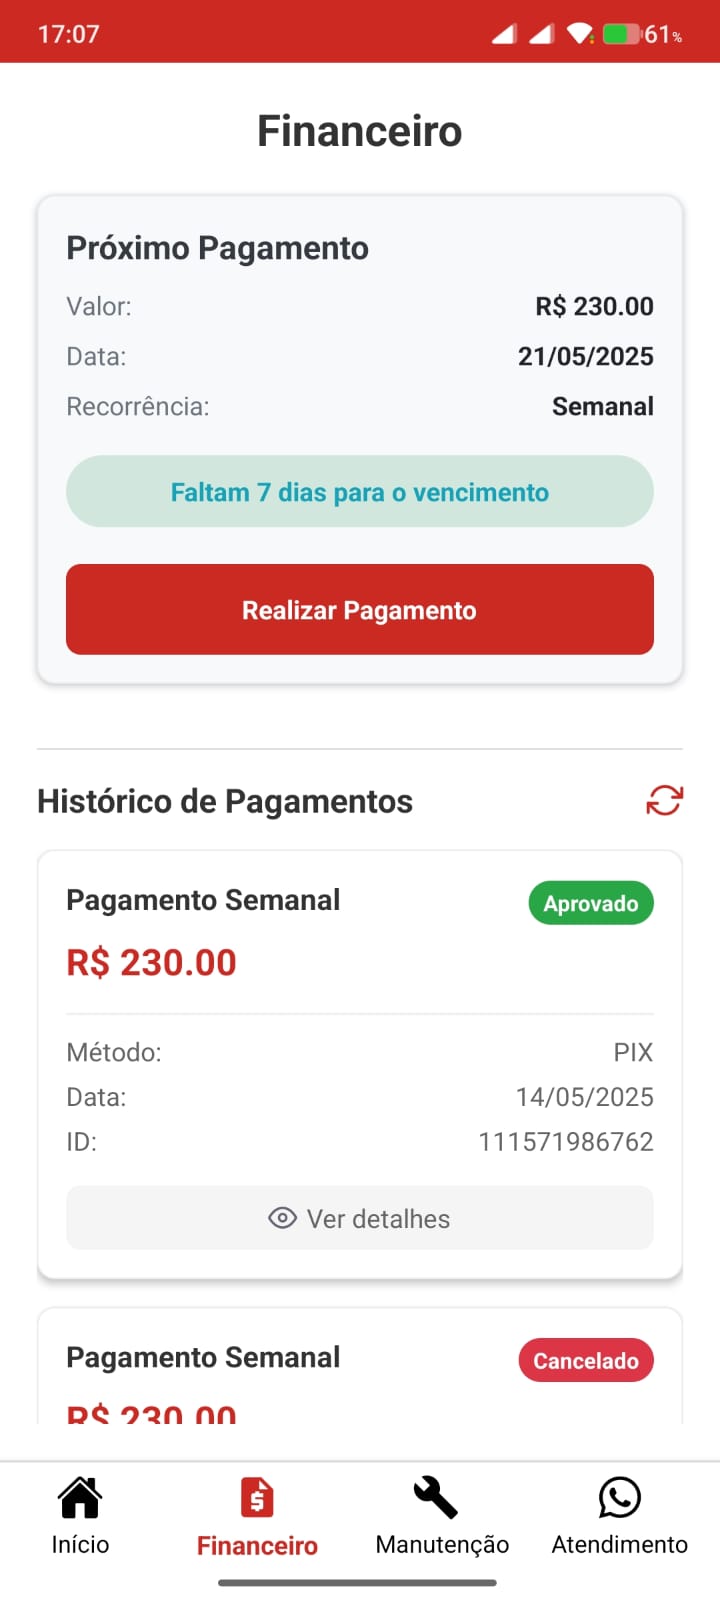 17:07
61%
Financeiro
Próximo Pagamento
Valor: R$ 230.00
Data: 21/05/2025
Recorrência: Semanal
Faltam 7 dias para o vencimento
Realizar Pagamento
Histórico de Pagamentos
Pagamento Semanal Aprovado
R$ 230.00
Método: PIX
Data: 14/05/2025
ID: 111571986762
Ver detalhes
Pagamento Semanal Cancelado
R$ 230.00
Início Financeiro Manutenção Atendimento